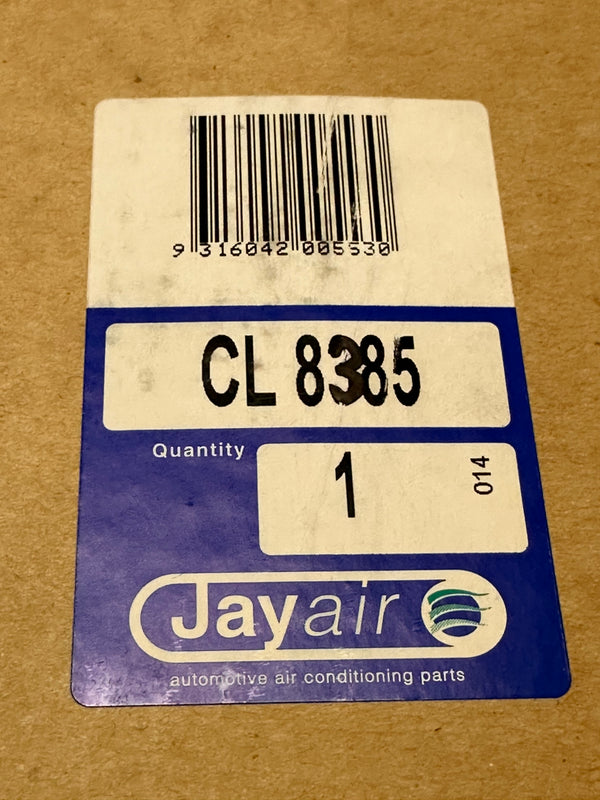 9 316042 005530
CL 8385
Quantity
1
014
Jayair
automotive air conditioning parts